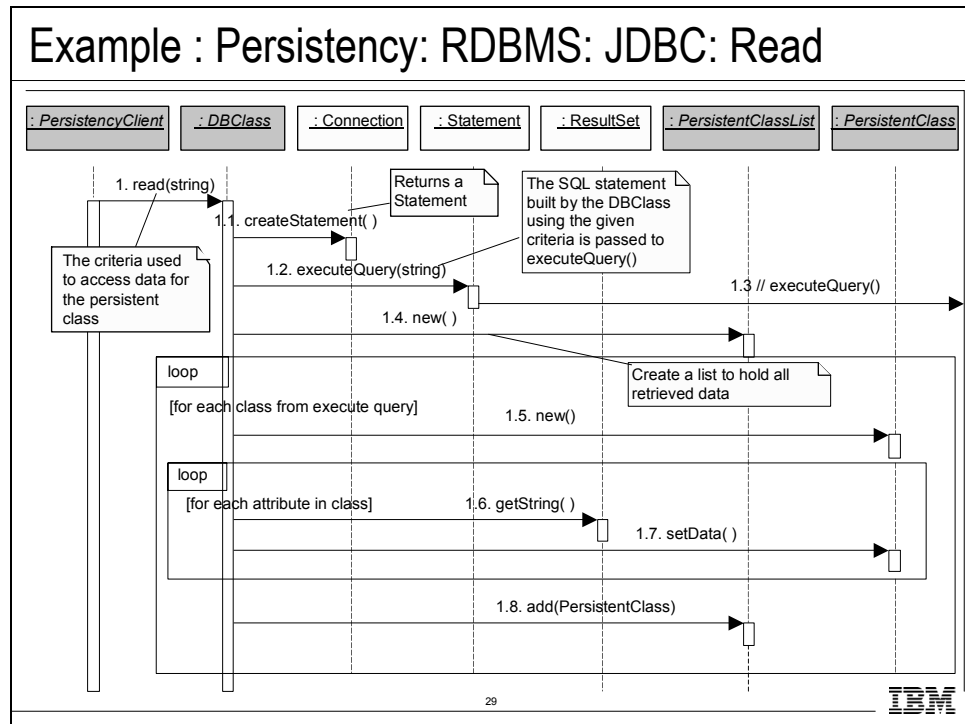 Example : Persistency: RDBMS: JDBC: Read
: PersistencyClient
: DBClass
: Connection
: Statement
: ResultSet
: PersistentClassList
: PersistentClass
1. read(string)
Returns a
Statement
The SQL statement
built by the DBClass
using the given
criteria is passed to
executeQuery()
1.1. createStatement( )
The criteria used
to access data for
the persistent
class
1.2. executeQuery(string)
1.3 // executeQuery()
1.4. new( )
Create a list to hold all
retrieved data
loop
[for each class from execute query]
1.5. new()
loop
[for each attribute in class]
1.6. getString( )
1.7. setData( )
1.8. add(PersistentClass)
29
IBM